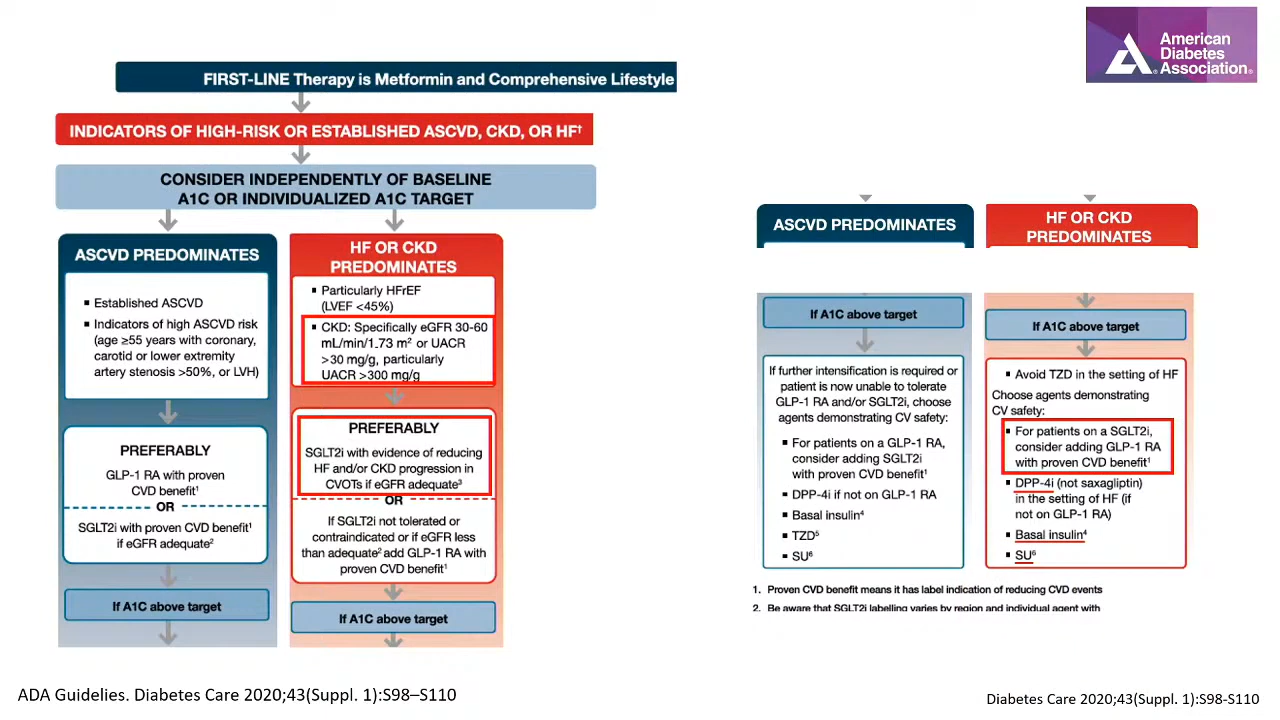 American
Diabetes
Association.
FIRST-LINE Therapy is Metformin and Comprehensive Lifestyle
INDICATORS OF HIGH-RISK OR ESTABLISHED ASCVD, CKD, OR HF†
CONSIDER INDEPENDENTLY OF BASELINE
A1C OR INDIVIDUALIZED A1C TARGET
ASCVD PREDOMINATES
▪ Established ASCVD
▪ Indicators of high ASCVD risk
(age ≥55 years with coronary,
carotid or lower extremity
artery stenosis >50%, or LVH)
PREFERABLY
GLP-1 RA with proven
CVD benefit¹
OR
SGLT2i with proven CVD benefit¹
if eGFR adequate²
If A1C above target
HF OR CKD
PREDOMINATES
▪ Particularly HFrEF
(LVEF <45%)
▪ CKD: Specifically eGFR 30-60
mL/min/1.73 m² or UACR
>30 mg/g, particularly
UACR >300 mg/g
PREFERABLY
SGLT2i with evidence of reducing
HF and/or CKD progression in
CVOTs if eGFR adequate³
OR
If SGLT2i not tolerated or
contraindicated or if eGFR less
than adequate² add GLP-1 RA with
proven CVD benefit¹
If A1C above target
ASCVD PREDOMINATES
If A1C above target
If further intensification is required or
patient is now unable to tolerate
GLP-1 RA and/or SGLT2i, choose
agents demonstrating CV safety:
▪ For patients on a GLP-1 RA,
consider adding SGLT2i
with proven CVD benefit¹
▪ DPP-4i if not on GLP-1 RA
▪ Basal insulin⁴
▪ TZD⁵
▪ SU⁶
HF OR CKD
PREDOMINATES
If A1C above target
▪ Avoid TZD in the setting of HF
Choose agents demonstrating
CV safety:
▪ For patients on a SGLT2i,
consider adding GLP-1 RA
with proven CVD benefit¹
▪ DPP-4i (not saxagliptin)
in the setting of HF (if
not on GLP-1 RA)
▪ Basal insulin⁴
▪ SU⁶
1. Proven CVD benefit means it has label indication of reducing CVD events
2. Be aware that SGLT2i labelling varies by region and individual agent with
ADA Guidelies. Diabetes Care 2020;43(Suppl. 1):S98–S110
Diabetes Care 2020;43(Suppl. 1):S98-S110